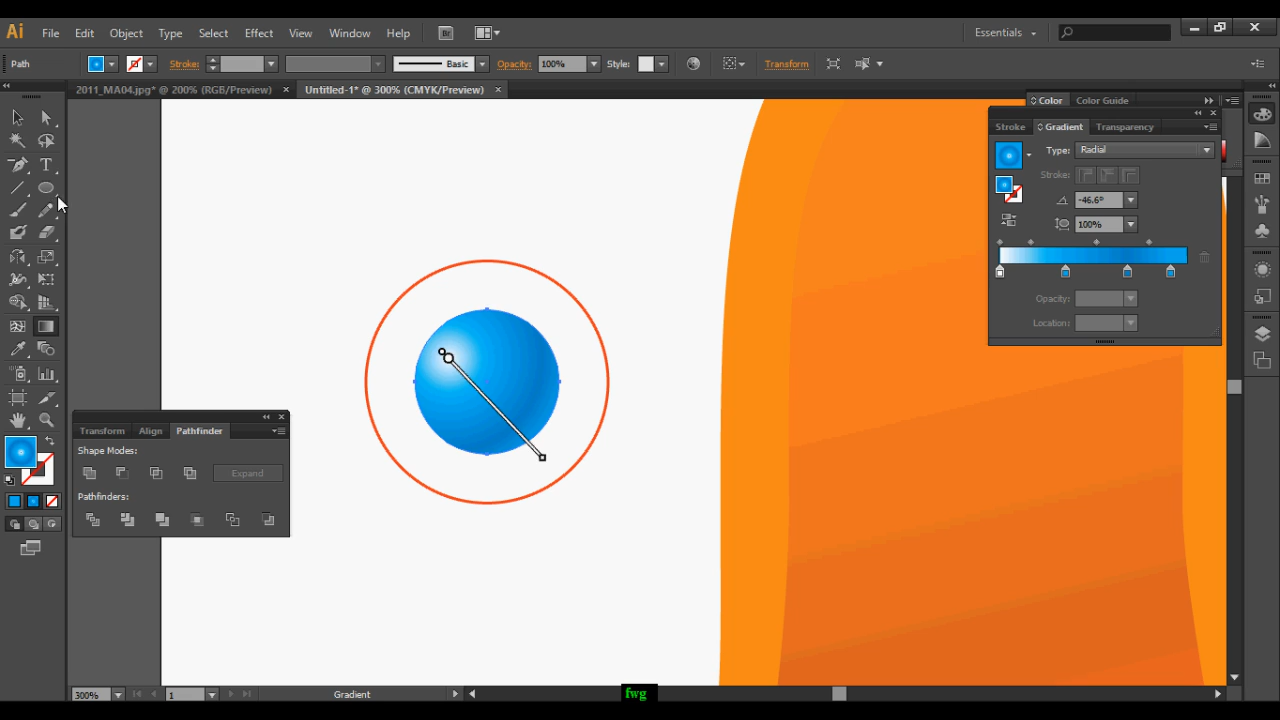 Ai File Edit Object Type Select Effect View Window Help Br Essentials
Path Stroke: Basic Opacity: 100% Style: Transform
2011_MA04.jpg* @ 200% (RGB/Preview) × Untitled-1* @ 300% (CMYK/Preview) ×
Color Color Guide
Stroke Gradient Transparency
Type: Radial
Stroke:
-46.6°
100%
Opacity:
Location:
Transform Align Pathfinder
Shape Modes:
Expand
Pathfinders:
300% 1 Gradient
fwg